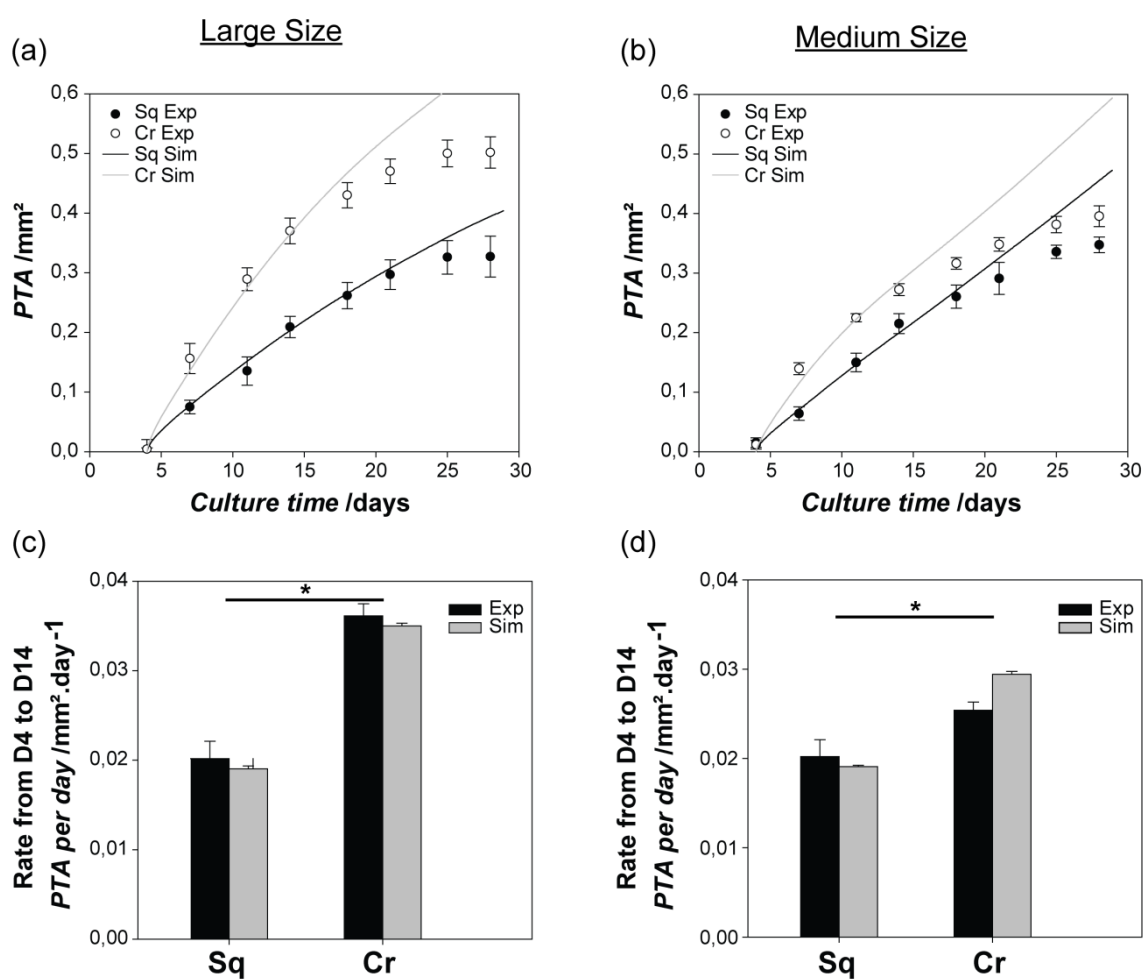 Large Size
Medium Size
(a)
0,6
0,5
0,4
0,3
0,2
0,1
0,0
PTA /mm²
Sq Exp
Cr Exp
Sq Sim
Cr Sim
0 5 10 15 20 25 30
Culture time /days
(b)
0,6
0,5
0,4
0,3
0,2
0,1
0,0
PTA /mm²
Sq Exp
Cr Exp
Sq Sim
Cr Sim
0 5 10 15 20 25 30
Culture time /days
(c)
0,04
0,03
0,02
0,01
0,00
Rate from D4 to D14
PTA per day /mm².day-1
*
Exp
Sim
Sq Cr
(d)
0,04
0,03
0,02
0,01
0,00
Rate from D4 to D14
PTA per day /mm².day-1
*
Exp
Sim
Sq Cr